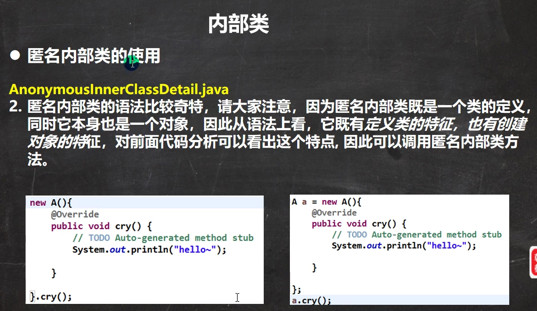 内部类
● 匿名内部类的使用
AnonymousInnerClassDetail.java
2. 匿名内部类的语法比较奇特，请大家注意，因为匿名内部类既是一个类的定义，
同时它本身也是一个对象，因此从语法上看，它既有定义类的特征，也有创建
对象的特征，对前面代码分析可以看出这个特点, 因此可以调用匿名内部类方
法。
new A(){
@Override
public void cry() {
// TODO Auto-generated method stub
System.out.println("hello~");
}
}.cry();
A a = new A(){
@Override
public void cry() {
// TODO Auto-generated method stub
System.out.println("hello~");
}
};
a.cry();